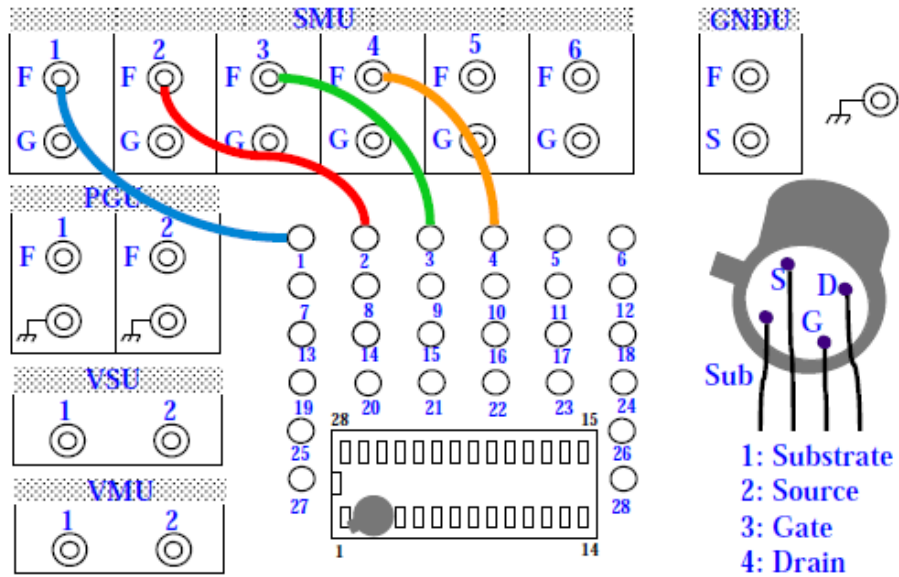 SMU
GNDU
1 2 3 4 5 6
F F F F F F F
G G G G G G S
PGU
1 2
F F
1 2 3 4 5 6
7 8 9 10 11 12
13 14 15 16 17 18
19 20 21 22 23 24
25 26
27 28
28 15
1 14
VSU
1 2
VMU
1 2
S D
G
Sub
1: Substrate
2: Source
3: Gate
4: Drain